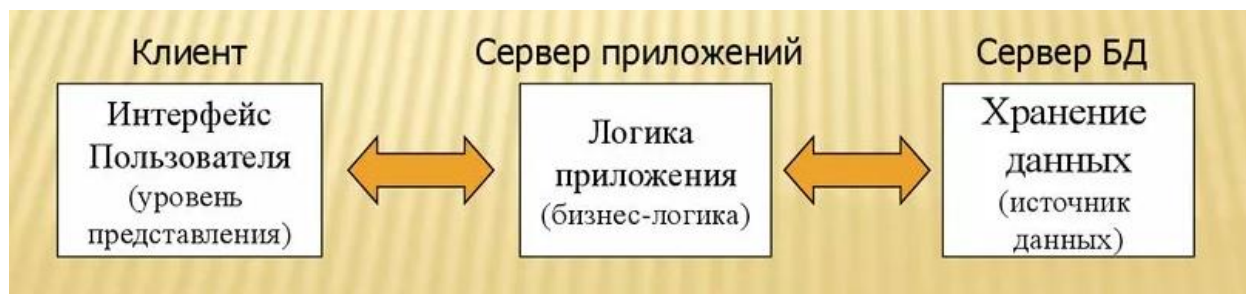 Клиент
Интерфейс
Пользователя
(уровень
представления)
Сервер приложений
Логика
приложения
(бизнес-логика)
Сервер БД
Хранение
данных
(источник
данных)